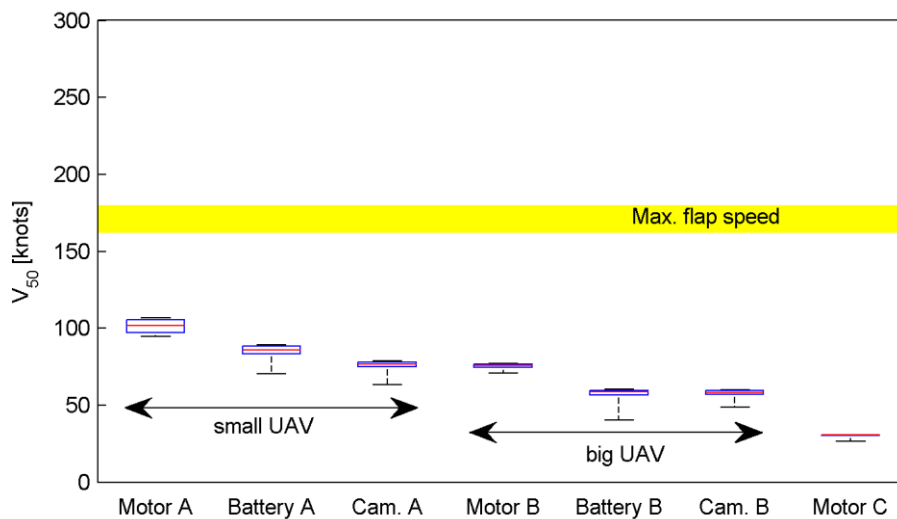 300
250
200
150
100
50
0
V50 [knots]
Max. flap speed
small UAV
big UAV
Motor A Battery A Cam. A Motor B Battery B Cam. B Motor C